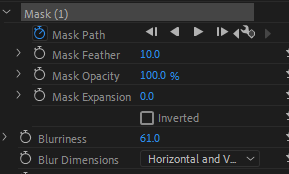 Mask (1)
Mask Path
Mask Feather 10.0
Mask Opacity 100.0 %
Mask Expansion 0.0
Inverted
Blurriness 61.0
Blur Dimensions Horizontal and V...